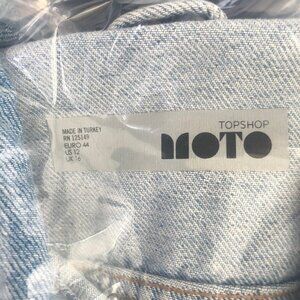 MADE IN TURKEY
RN 125149
EURO 44
US 12
UK 16
TOPSHOP
MOTO